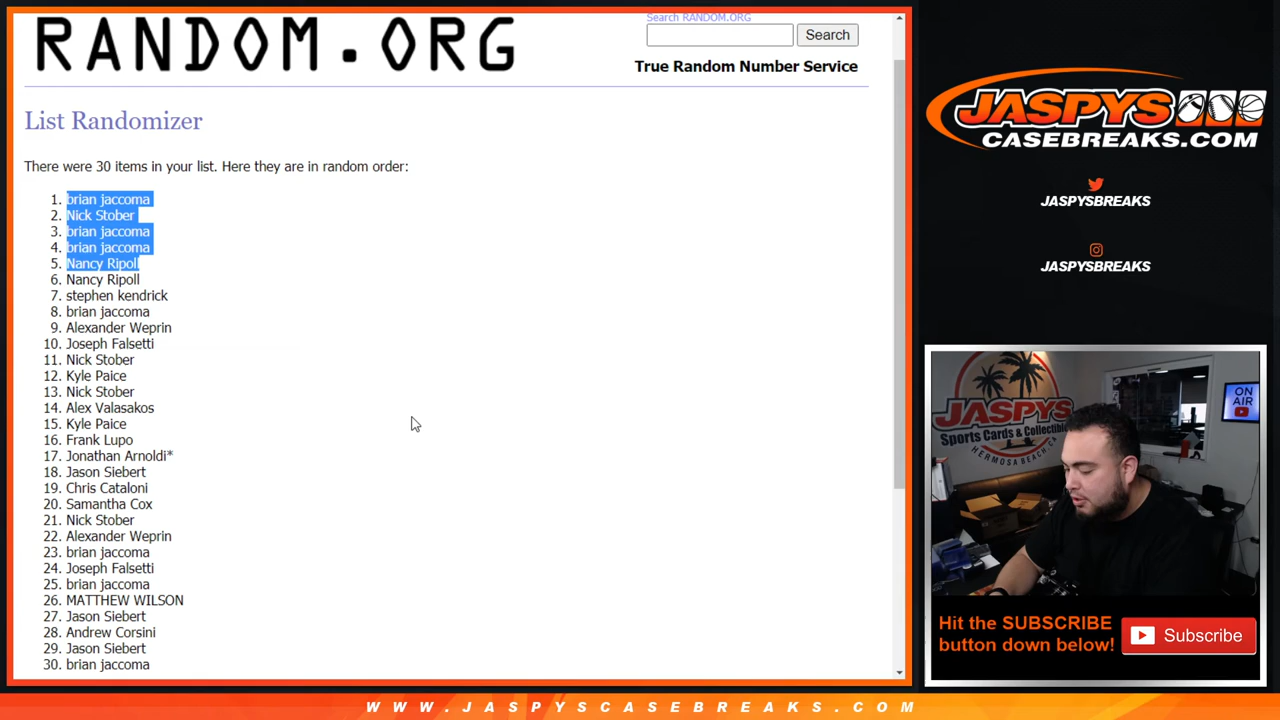 RANDOM.ORG
Search RANDOM.ORG
Search
True Random Number Service
List Randomizer
There were 30 items in your list. Here they are in random order:
1. brian jaccoma
2. Nick Stober
3. brian jaccoma
4. brian jaccoma
5. Nancy Ripoll
6. Nancy Ripoll
7. stephen kendrick
8. brian jaccoma
9. Alexander Weprin
10. Joseph Falsetti
11. Nick Stober
12. Kyle Paice
13. Nick Stober
14. Alex Valasakos
15. Kyle Paice
16. Frank Lupo
17. Jonathan Arnoldi*
18. Jason Siebert
19. Chris Cataloni
20. Samantha Cox
21. Nick Stober
22. Alexander Weprin
23. brian jaccoma
24. Joseph Falsetti
25. brian jaccoma
26. MATTHEW WILSON
27. Jason Siebert
28. Andrew Corsini
29. Jason Siebert
30. brian jaccoma
JASPYS
CASEBREAKS.COM
JASPYSBREAKS
JASPYSBREAKS
JASPYS
Sports Cards & Collectibles
HERMOSA BEACH, CA
ON
AIR
Hit the SUBSCRIBE
button down below!
Subscribe
WWW.JASPYSCASEBREAKS.COM